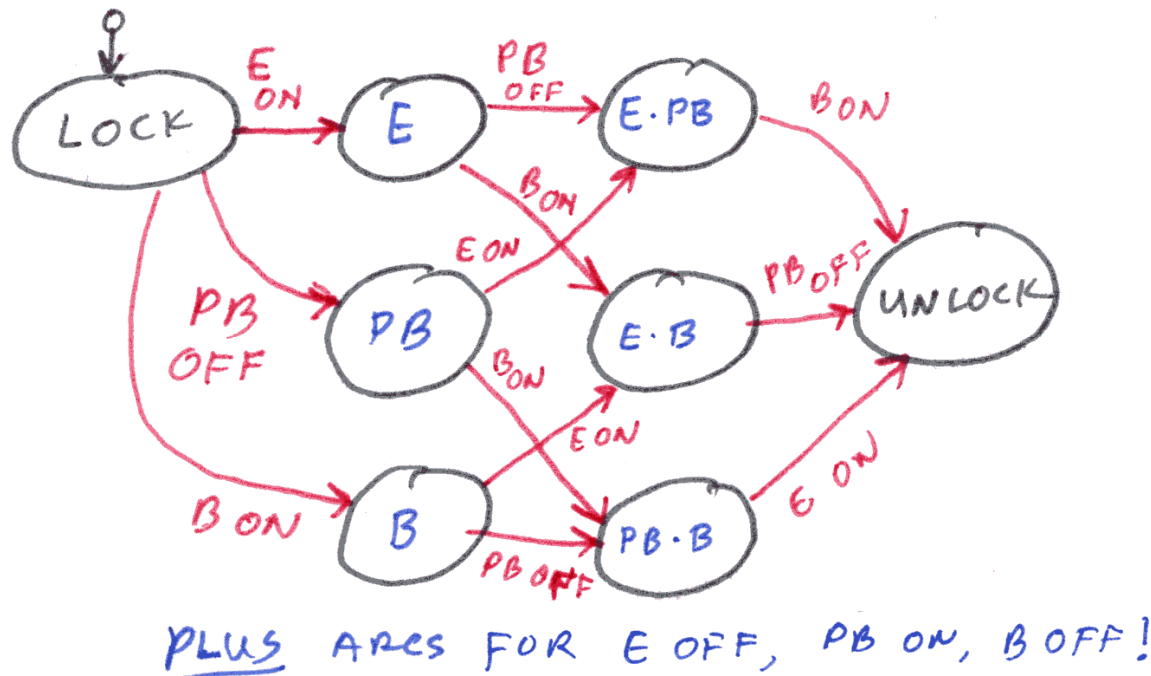 E
ON
PB
OFF
LOCK
E
E.PB
B ON
B ON
E ON
PB OFF
PB
OFF
PB
E.B
UNLOCK
B ON
E ON
B ON
B
PB OFF
PB.B
E ON
PLUS ARCS FOR E OFF, PB ON, B OFF!